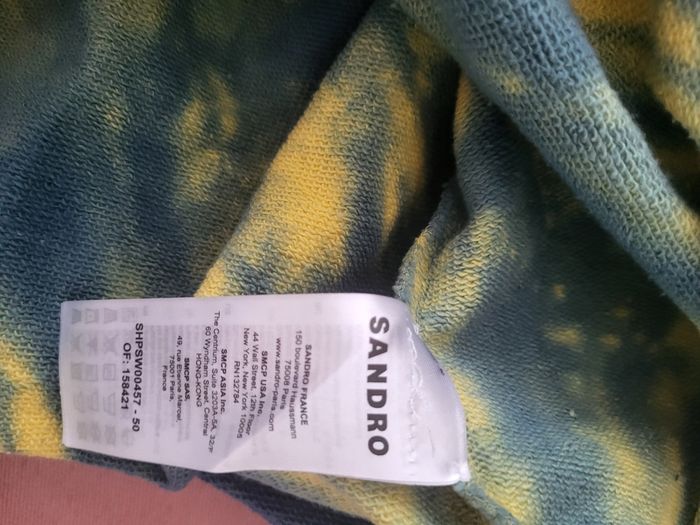 SANDRO
SANDRO FRANCE
150 boulevard Haussmann
75008 Paris
www.sandro-paris.com
SMCP USA Inc.
44 Wall Street, 12th Floor
New York, New York 10005
RN132784
SMCP ASIA Inc.
The Centrium, Suite 3203A-5A, 32/F
60 Wyndham Street, Central
HONG-KONG
SMCP SAS,
49, rue Etienne Marcel,
75001 Paris,
France
SHPSW00457 - 50
OF: 158421